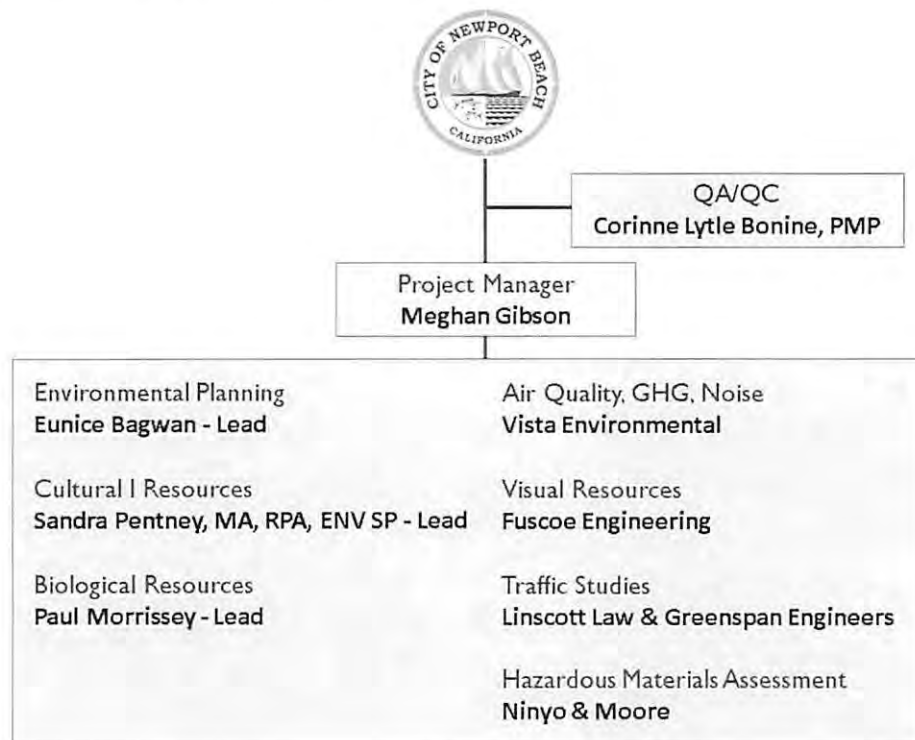 CITY OF NEWPORT BEACH
CALIFORNIA
QA/QC
Corinne Lytle Bonine, PMP
Project Manager
Meghan Gibson
Environmental Planning
Eunice Bagwan - Lead
Cultural I Resources
Sandra Pentney, MA, RPA, ENV SP - Lead
Biological Resources
Paul Morrissey - Lead
Air Quality, GHG, Noise
Vista Environmental
Visual Resources
Fuscoe Engineering
Traffic Studies
Linscott Law & Greenspan Engineers
Hazardous Materials Assessment
Ninyo & Moore